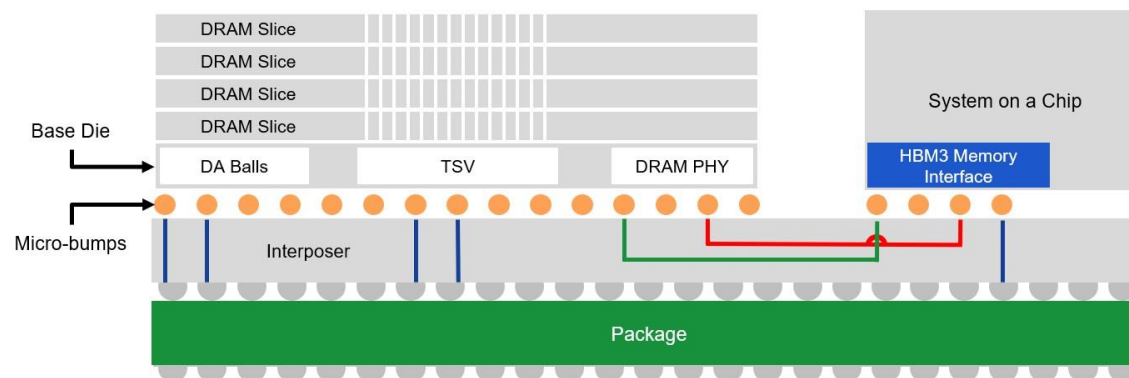 DRAM Slice
DRAM Slice
DRAM Slice
DRAM Slice
System on a Chip
Base Die
DA Balls
TSV
DRAM PHY
HBM3 Memory
Interface
Micro-bumps
Interposer
Package